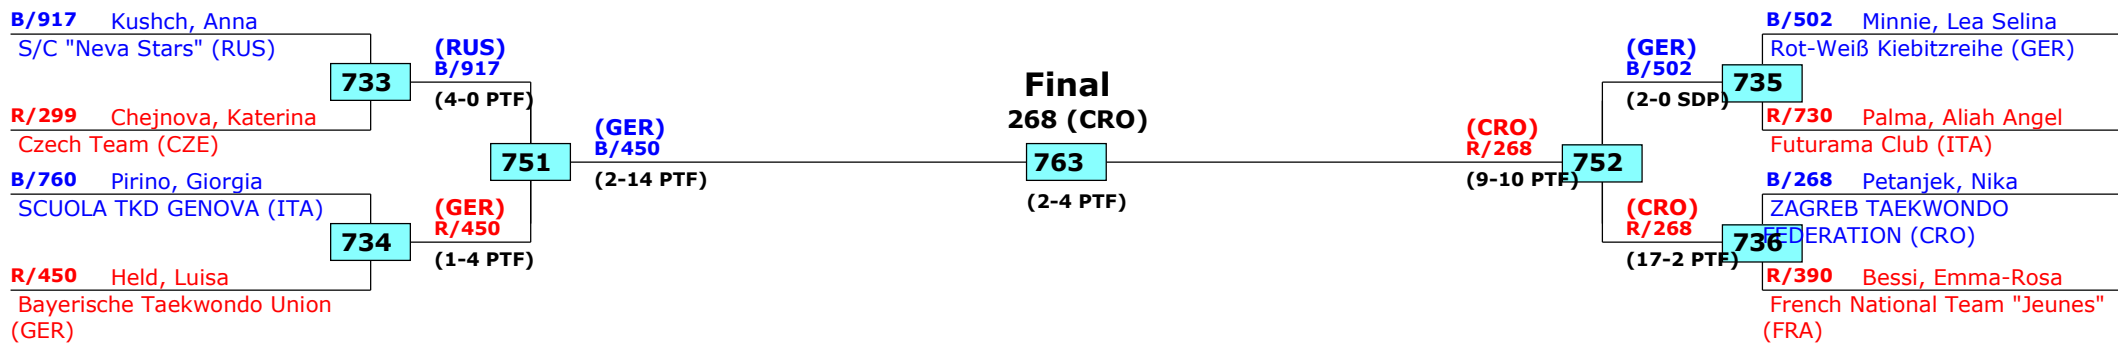 B/917 Kushch, Anna
S/C "Neva Stars" (RUS)
733
R/299 Chejnova, Katerina
Czech Team (CZE)
B/760 Pirino, Giorgia
SCUOLA TKD GENOVA (ITA)
734
R/450 Held, Luisa
Bayerische Taekwondo Union
(GER)
(RUS)
B/917
(4-0 PTF)
751
(GER)
R/450
(1-4 PTF)
(GER)
B/450
(2-14 PTF)
Final
268 (CRO)
763
(2-4 PTF)
(CRO)
R/268
(9-10 PTF)
752
(GER)
B/502
(2-0 SDP)
(CRO)
R/268
(17-2 PTF)
B/502 Minnie, Lea Selina
Rot-Weiß Kiebitzreihe (GER)
735
R/730 Palma, Aliah Angel
Futurama Club (ITA)
B/268 Petanjek, Nika
ZAGREB TAEKWONDO
FEDERATION (CRO)
736
R/390 Bessi, Emma-Rosa
French National Team "Jeunes"
(FRA)